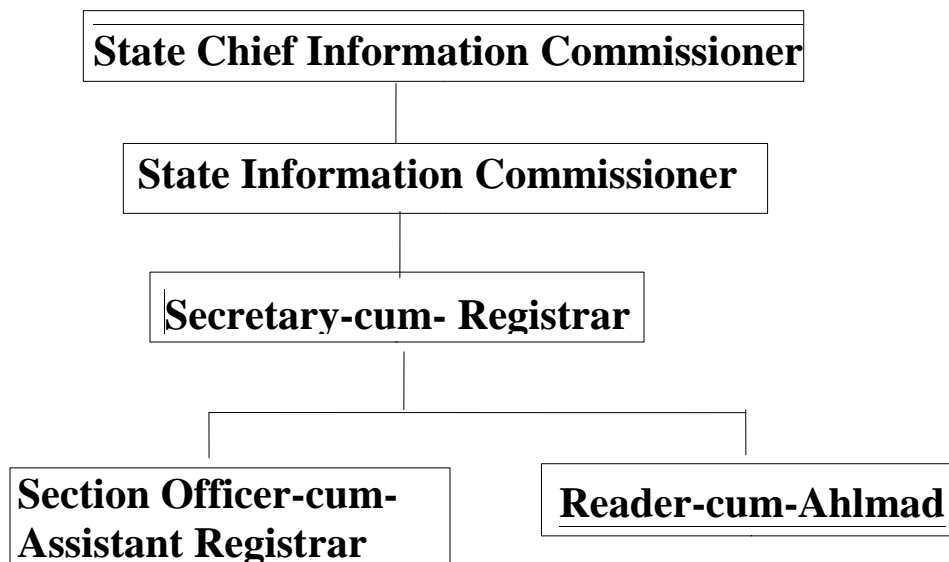 State Chief Information Commissioner
State Information Commissioner
Secretary-cum- Registrar
Section Officer-cum-
Assistant Registrar
Reader-cum-Ahlmad